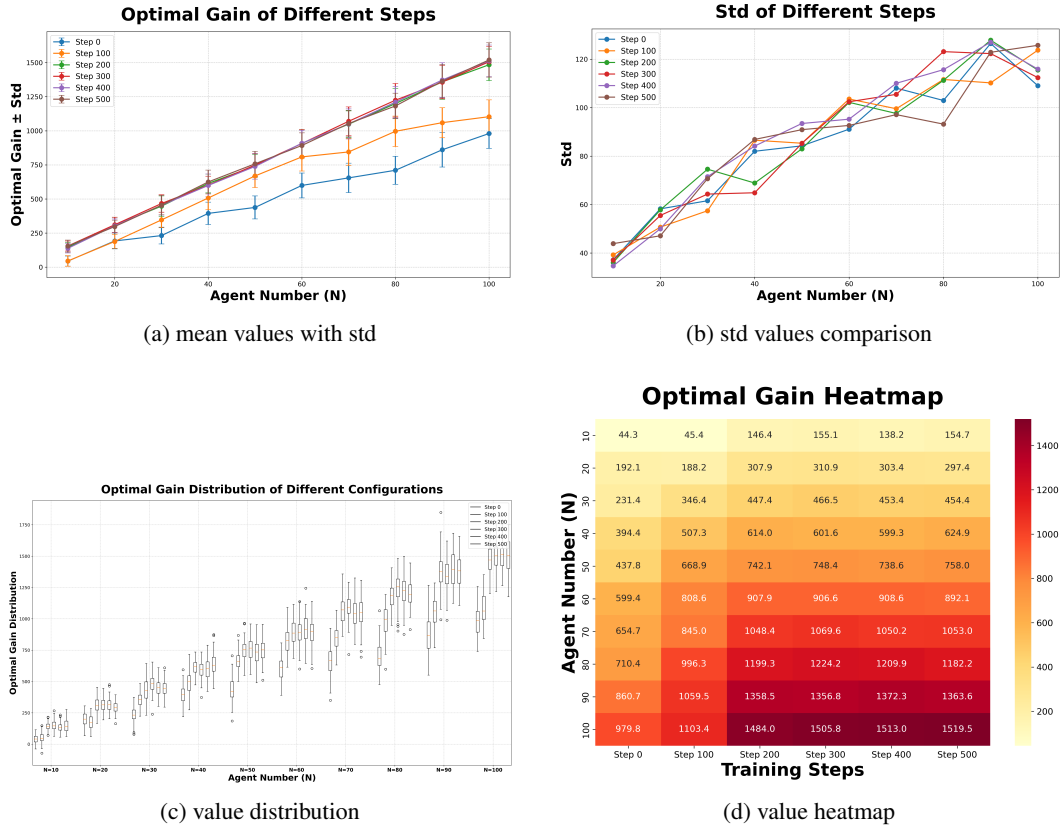 Optimal Gain of Different Steps
Optimal Gain ± Std
1500
1250
1000
750
500
250
0
Step 0
Step 100
Step 200
Step 300
Step 400
Step 500
20
40
60
80
100
Agent Number (N)
(a) mean values with std
Std of Different Steps
Std
120
100
80
60
40
Step 0
Step 100
Step 200
Step 300
Step 400
Step 500
20
40
60
80
100
Agent Number (N)
(b) std values comparison
Optimal Gain Distribution of Different Configurations
Optimal Gain Distribution
1750
1500
1250
1000
750
500
250
0
Step 0
Step 100
Step 200
Step 300
Step 400
Step 500
N=10 N=20 N=30 N=40 N=50 N=60 N=70 N=80 N=90 N=100
Agent Number (N)
(c) value distribution
Optimal Gain Heatmap
Agent Number (N)
10 44.3 45.4 146.4 155.1 138.2 154.7
20 192.1 188.2 307.9 310.9 303.4 297.4
30 231.4 346.4 447.4 466.5 453.4 454.4
40 394.4 507.3 614.0 601.6 599.3 624.9
50 437.8 668.9 742.1 748.4 738.6 758.0
60 599.4 808.6 907.9 906.6 908.6 892.1
70 654.7 845.0 1048.4 1069.6 1050.2 1053.0
80 710.4 996.3 1199.3 1224.2 1209.9 1182.2
90 860.7 1059.5 1358.5 1356.8 1372.3 1363.6
100 979.8 1103.4 1484.0 1505.8 1513.0 1519.5
Step 0 Step 100 Step 200 Step 300 Step 400 Step 500
Training Steps
1400
1200
1000
800
600
400
200
(d) value heatmap